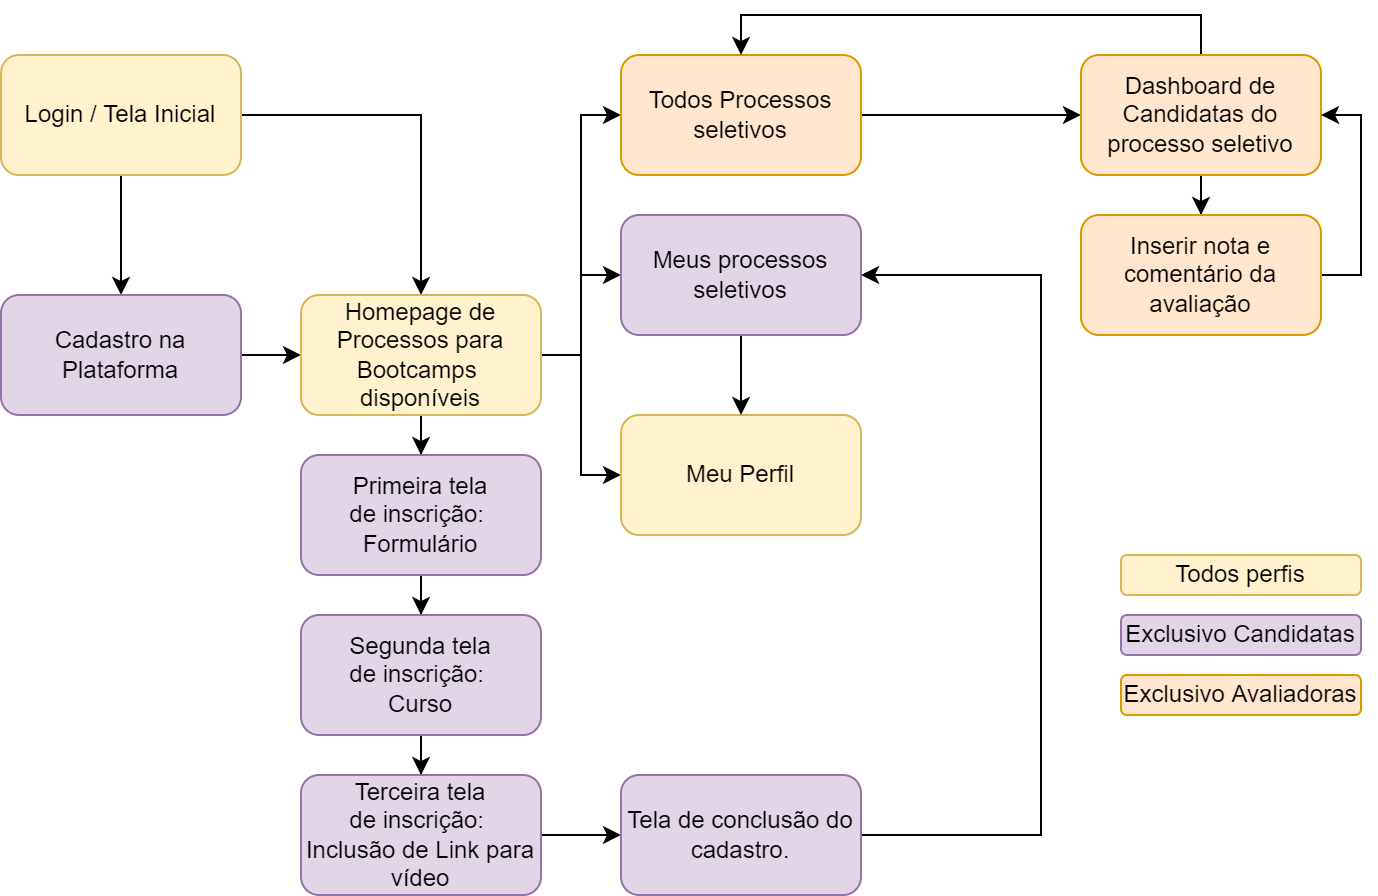 Login / Tela Inicial
Todos Processos
seletivos
Dashboard de
Candidatas do
processo seletivo
Meus processos
seletivos
Inserir nota e
comentário da
avaliação
Cadastro na
Plataforma
Homepage de
Processos para
Bootcamps
disponíveis
Meu Perfil
Primeira tela
de inscrição:
Formulário
Segunda tela
de inscrição:
Curso
Terceira tela
de inscrição:
Inclusão de Link para
vídeo
Tela de conclusão do
cadastro.
Todos perfis
Exclusivo Candidatas
Exclusivo Avaliadoras